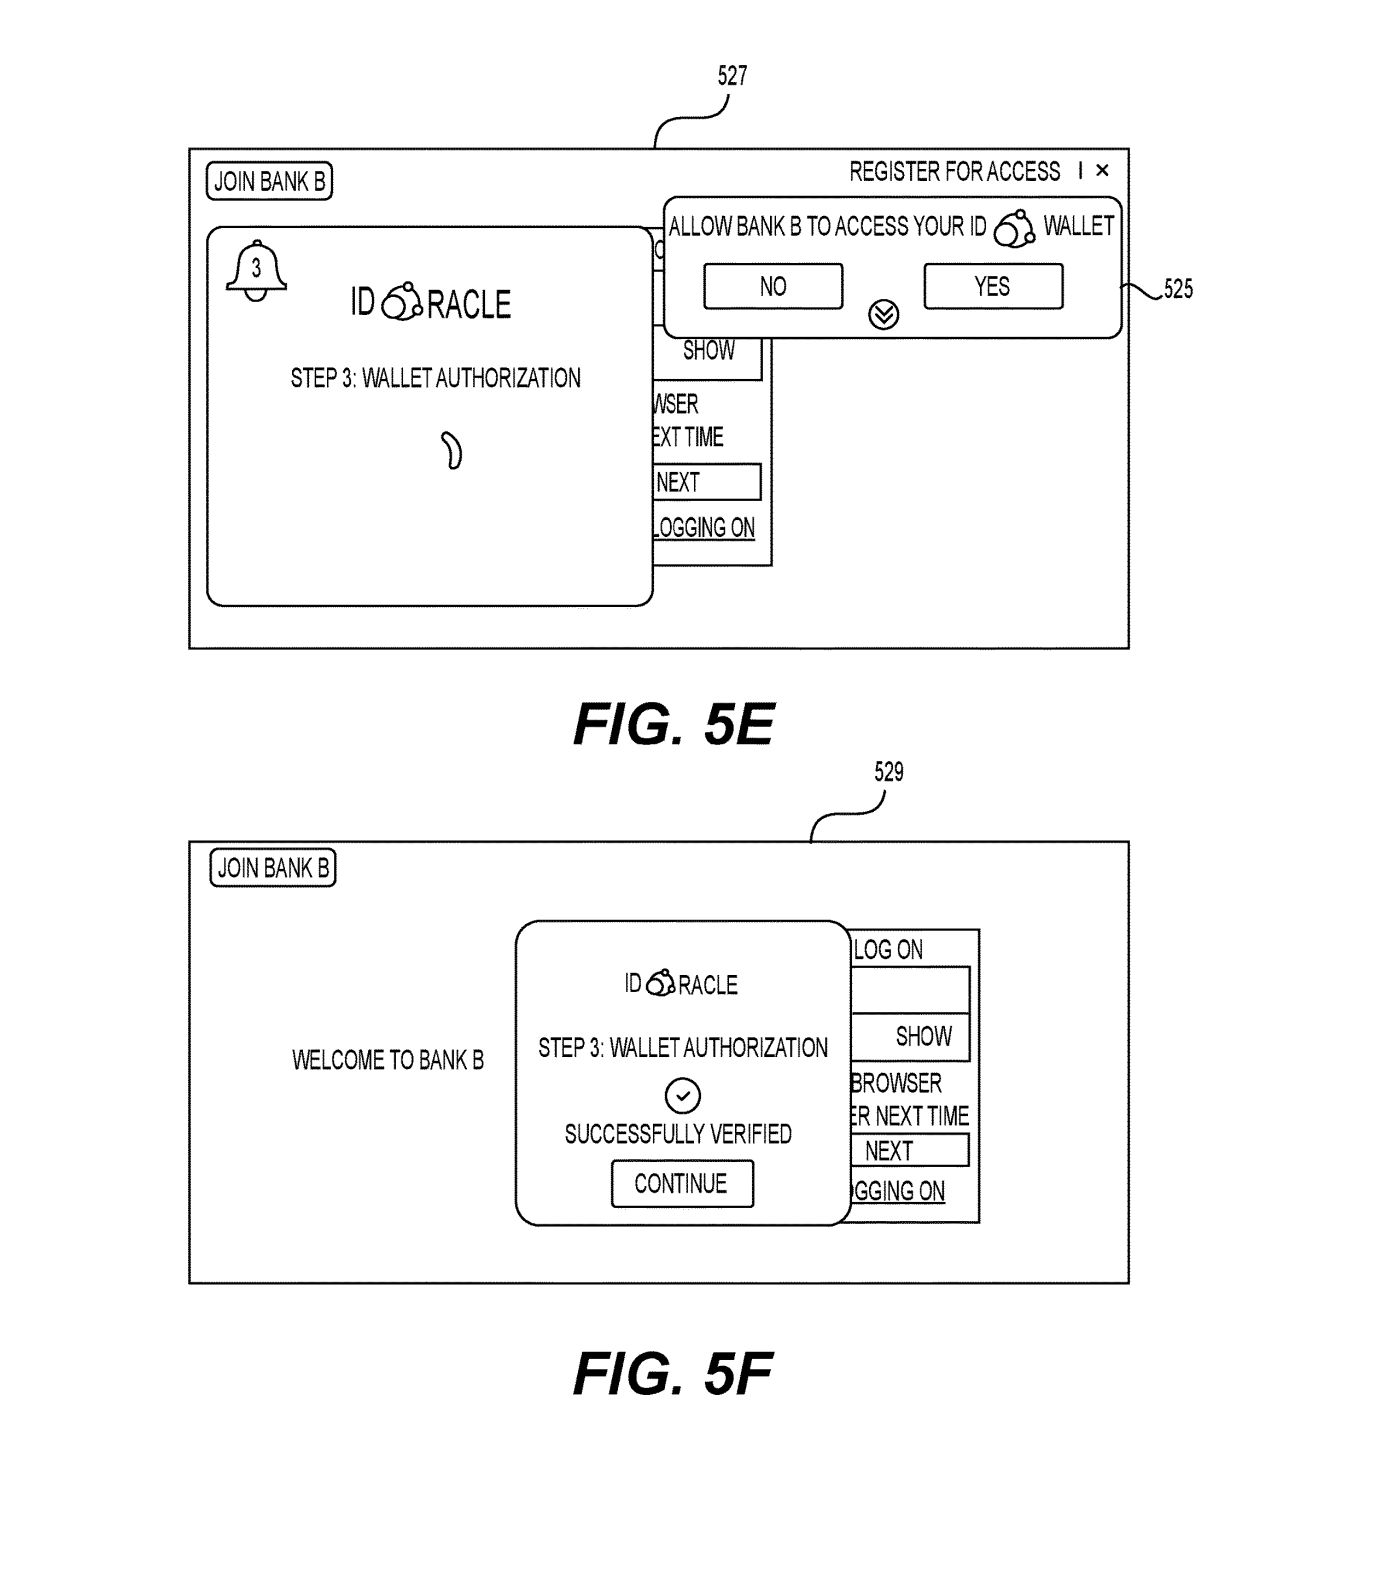 527
JOIN BANK B
REGISTER FOR ACCESS | ×
ALLOW BANK B TO ACCESS YOUR ID WALLET
NO
YES
525
3
ID RACLE
STEP 3: WALLET AUTHORIZATION
SHOW
WSER
EXT TIME
NEXT
LOGGING ON
FIG. 5E
529
JOIN BANK B
LOG ON
ID RACLE
WELCOME TO BANK B
STEP 3: WALLET AUTHORIZATION
SHOW
SUCCESSFULLY VERIFIED
BROWSER
ER NEXT TIME
CONTINUE
NEXT
OGGING ON
FIG. 5F